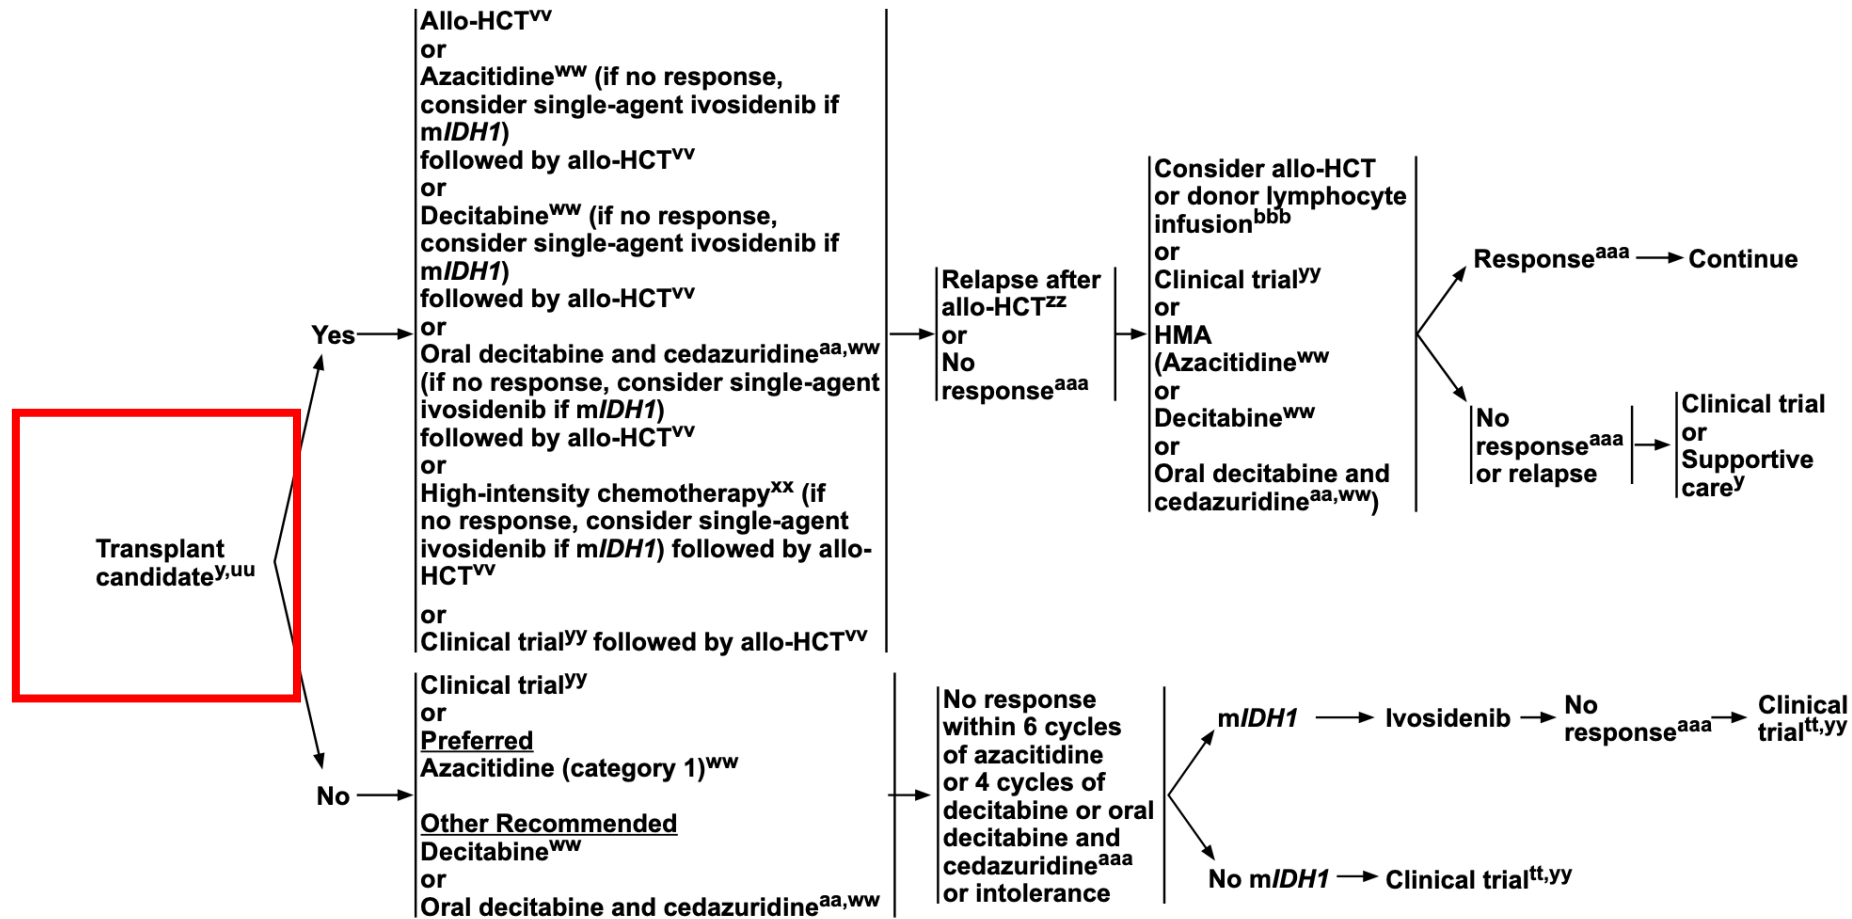 Transplant
candidatey,uu
Yes
Allo-HCTvv
or
Azacitidineww (if no response,
consider single-agent ivosidenib if
mIDH1)
followed by allo-HCTvv
or
Decitabineww (if no response,
consider single-agent ivosidenib if
mIDH1)
followed by allo-HCTvv
or
Oral decitabine and cedazuridineaa,ww
(if no response, consider single-agent
ivosidenib if mIDH1)
followed by allo-HCTvv
or
High-intensity chemotherapyxx (if
no response, consider single-agent
ivosidenib if mIDH1) followed by allo-
HCTvv
or
Clinical trialyy followed by allo-HCTvv
Relapse after
allo-HCTzz
or
No
responseaaa
Consider allo-HCT
or donor lymphocyte
infusionbbb
or
Clinical trialyy
or
HMA
(Azacitidineww
or
Decitabineww
or
Oral decitabine and
cedazuridineaa,ww)
Responseaaa
Continue
No
responseaaa
or relapse
Clinical trial
or
Supportive
carey
No
Clinical trialyy
or
Preferred
Azacitidine (category 1)ww
Other Recommended
Decitabineww
or
Oral decitabine and cedazuridineaa,ww
No response
within 6 cycles
of azacitidine
or 4 cycles of
decitabine or oral
decitabine and
cedazuridineaaa
or intolerance
mIDH1
Ivosidenib
No
responseaaa
Clinical
trialtt,yy
No mIDH1
Clinical trialtt,yy